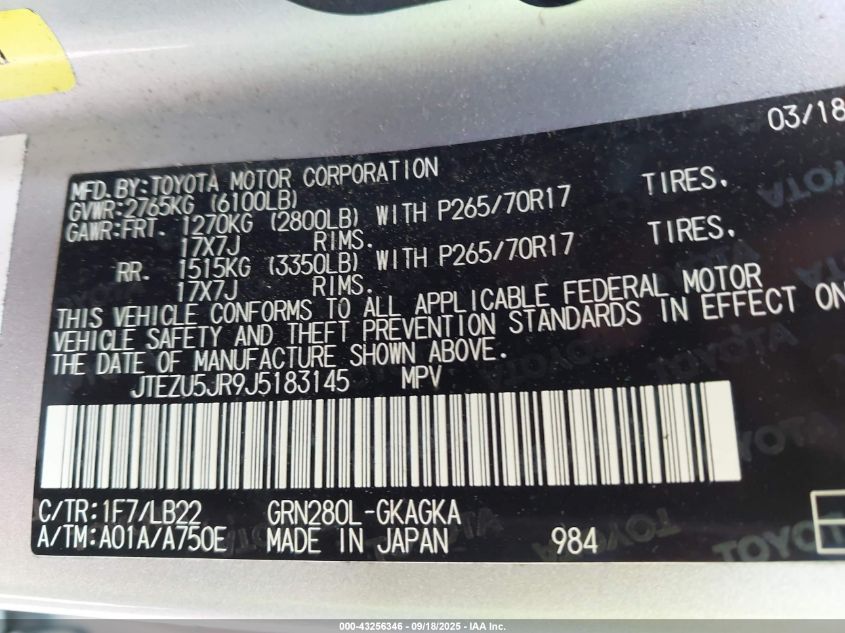 03/18
MFD. BY: TOYOTA MOTOR CORPORATION
GVWR: 2765KG (6100LB)
GAWR: FRT. 1270KG (2800LB) WITH P265/70R17 TIRES.
17X7J RIMS.
RR. 1515KG (3350LB) WITH P265/70R17 TIRES.
17X7J RIMS.
THIS VEHICLE CONFORMS TO ALL APPLICABLE FEDERAL MOTOR
VEHICLE SAFETY AND THEFT PREVENTION STANDARDS IN EFFECT ON
THE DATE OF MANUFACTURE SHOWN ABOVE.
JTEZU5JR9J5183145 MPV
C/TR: 1F7/LB22 GRN280L-GKAGKA
A/TM: A01A/A750E MADE IN JAPAN 984
TOYOTA
000-43256346 - 09/18/2025 - IAA Inc.